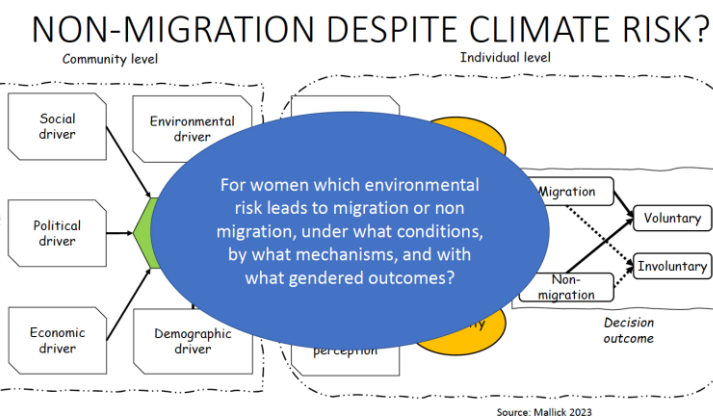 NON-MIGRATION DESPITE CLIMATE RISK?
Community level
Individual level
Social
driver
Environmental
driver
For women which environmental
risk leads to migration or non
migration, under what conditions,
by what mechanisms, and with
what gendered outcomes?
Migration
Voluntary
Political
driver
Involuntary
Non-
migration
Economic
driver
Demographic
driver
perception
Decision
outcome
Source: Mallick 2023